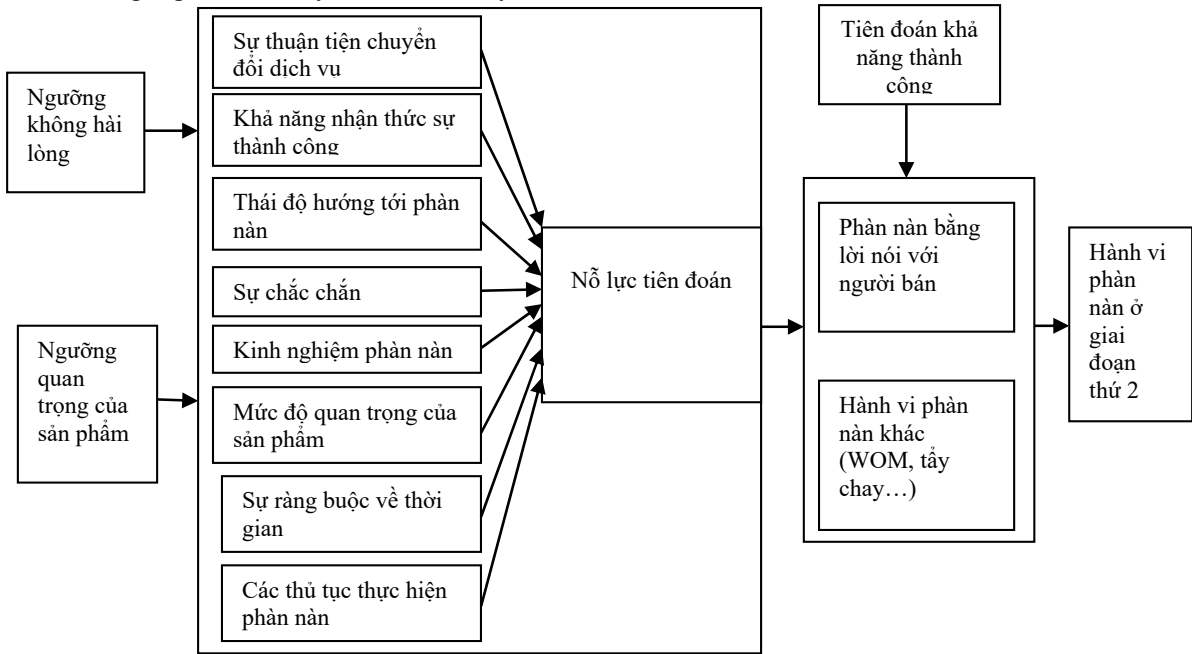 Ngưỡng
không hài
lòng
Ngưỡng
quan
trọng của
sản phẩm
Sự thuận tiện chuyển
đổi dịch vụ
Khả năng nhận thức sự
thành công
Thái độ hướng tới phàn
nàn
Sự chắc chắn
Kinh nghiệm phàn nàn
Mức độ quan trọng của
sản phẩm
Sự ràng buộc về thời
gian
Các thủ tục thực hiện
phàn nàn
Nỗ lực tiên đoán
Tiên đoán khả
năng thành
công
Phàn nàn bằng
lời nói với
người bán
Hành vi phàn
nàn khác
(WOM, tẩy
chay…)
Hành vi
phàn
nàn ở
giai
đoạn
thứ 2